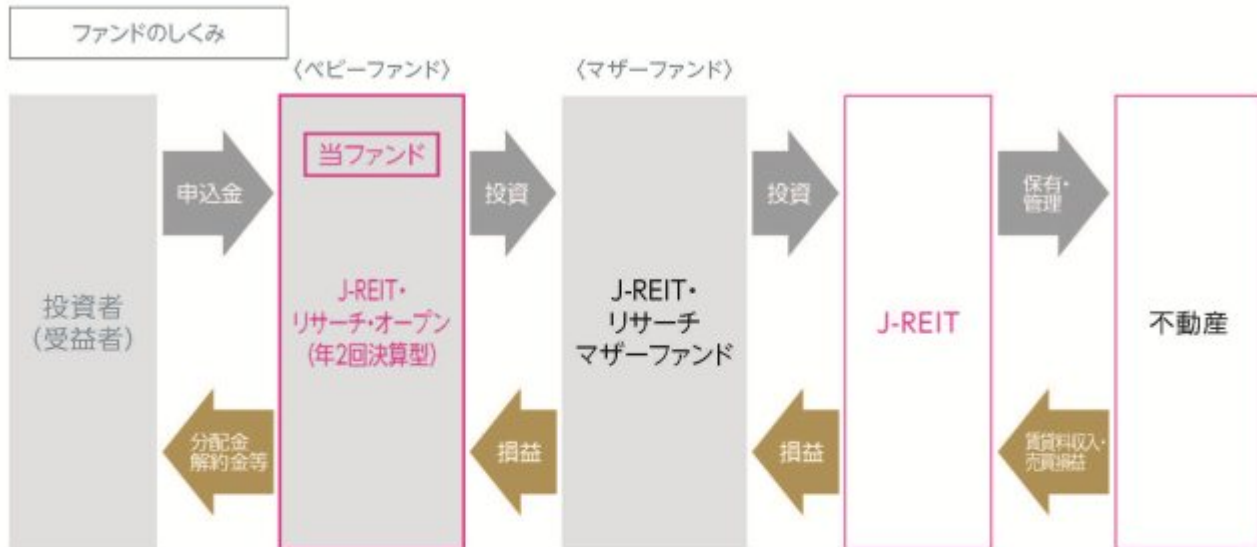 ファンドのしくみ
〈ベビーファンド〉
〈マザーファンド〉
投資者
(受益者)
申込金
分配金
解約金等
当ファンド
J-REIT・
リサーチ・オープン
(年2回決算型)
投資
損益
J-REIT・
リサーチ
マザーファンド
投資
損益
J-REIT
保有・
管理
賃貸料収入・
売買損益
不動産